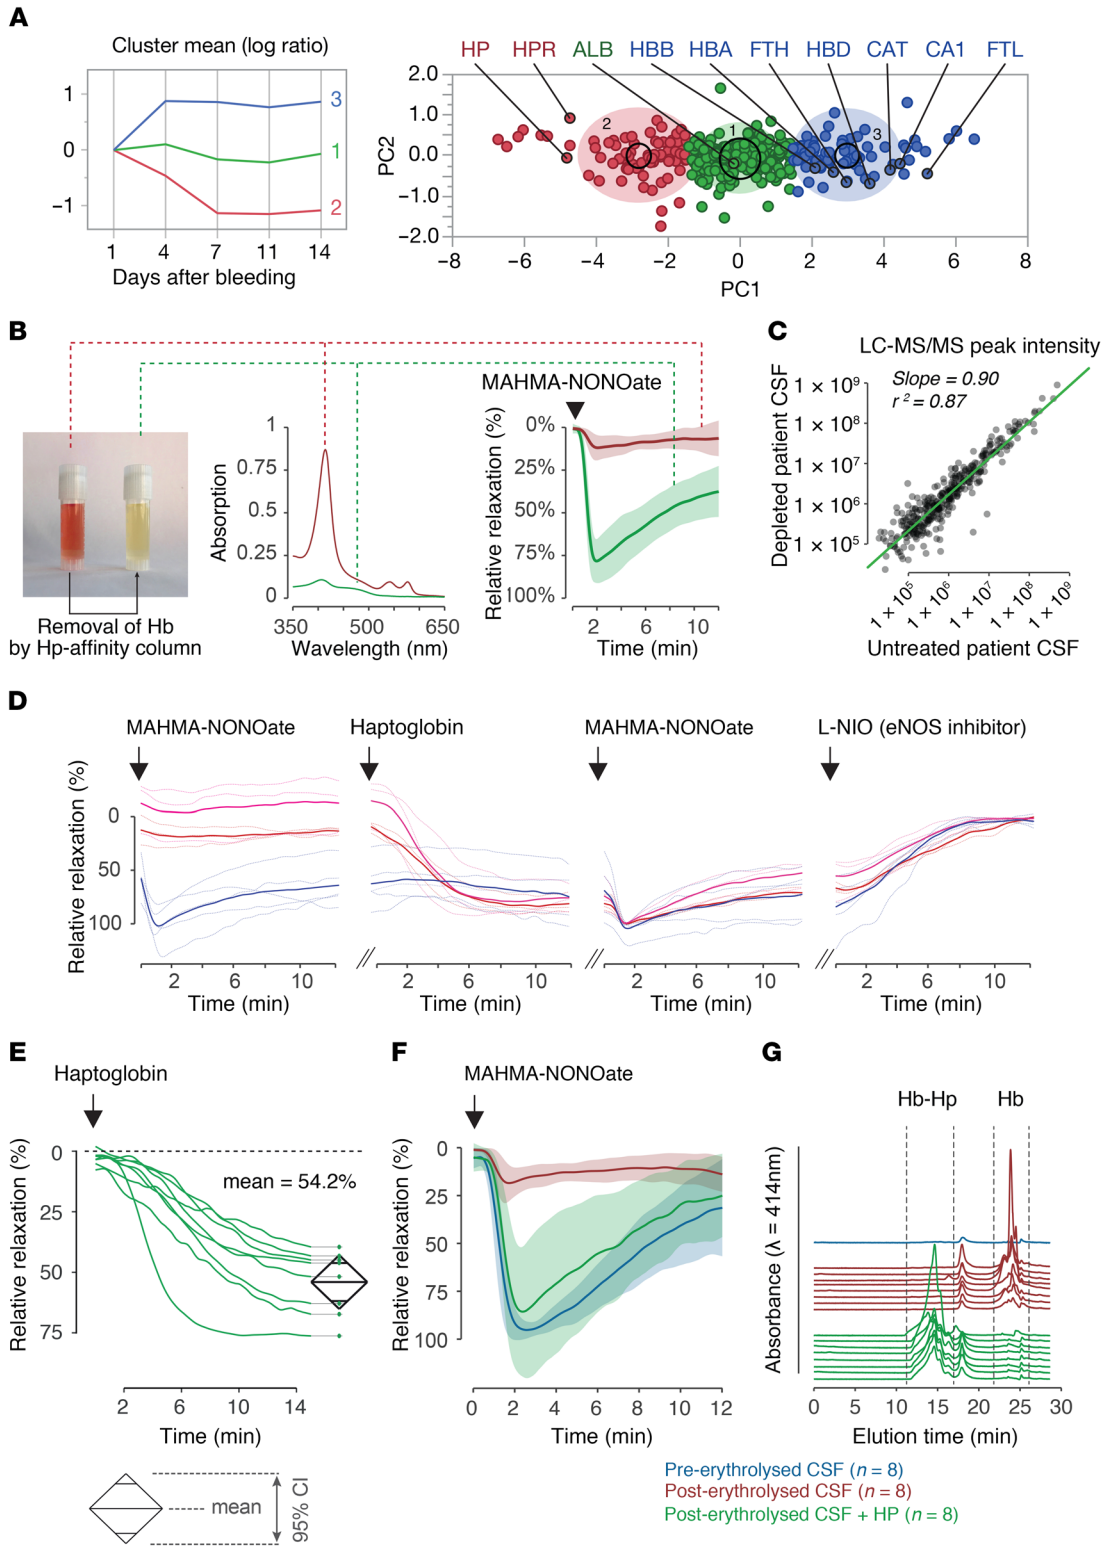 A
Cluster mean (log ratio)
1
0
−1
3
1
2
1 4 7 11 14
Days after bleeding
HP HPR ALB HBB HBA FTH HBD CAT CA1 FTL
PC2
2.0
1.0
0.0
−1.0
−2.0
2
1
3
−8 −6 −4 −2 0 2 4 6 8
PC1
B
Removal of Hb
by Hp-affinity column
Absorption
1
0.75
0.5
0.25
0
350 500 650
Wavelength (nm)
MAHMA-NONOate
Relative relaxation (%)
0%
25%
50%
75%
100%
2 6 10
Time (min)
C
LC-MS/MS peak intensity
Slope = 0.90
r² = 0.87
Depleted patient CSF
1 × 10⁹
1 × 10⁸
1 × 10⁷
1 × 10⁶
1 × 10⁵
1 × 10⁵ 1 × 10⁶ 1 × 10⁷ 1 × 10⁸ 1 × 10⁹
Untreated patient CSF
D
MAHMA-NONOate Haptoglobin MAHMA-NONOate L-NIO (eNOS inhibitor)
Relative relaxation (%)
0
50
100
2 6 10 2 6 10 2 6 10 2 6 10
Time (min) Time (min) Time (min) Time (min)
E
Haptoglobin
Relative relaxation (%)
0
25
50
75
mean = 54.2%
2 6 10 14
Time (min)
mean
95% CI
F
MAHMA-NONOate
Relative relaxation (%)
0
25
50
75
100
0 2 4 6 8 10 12
Time (min)
G
Hb-Hp Hb
Absorbance (λ = 414nm)
0 5 10 15 20 25 30
Elution time (min)
Pre-erythrolysed CSF (n = 8)
Post-erythrolysed CSF (n = 8)
Post-erythrolysed CSF + HP (n = 8)